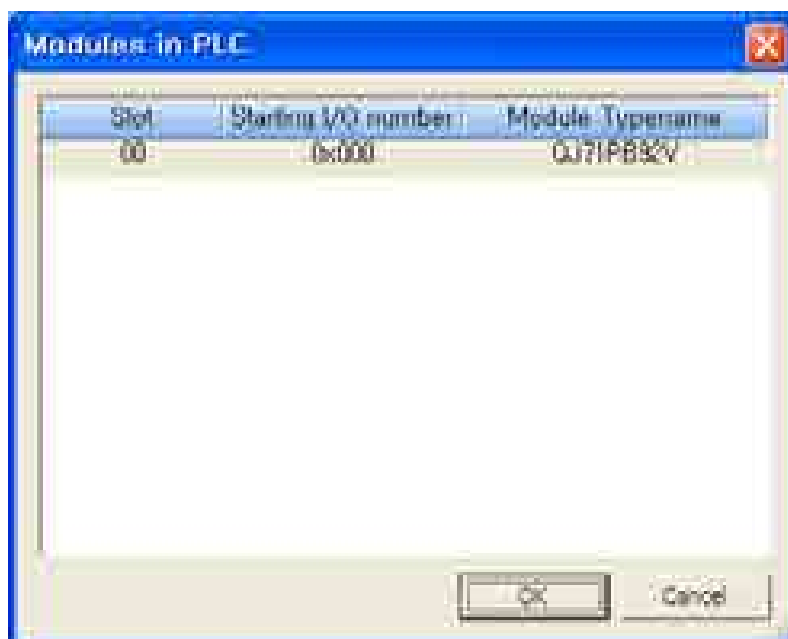 Modules in PLC
Slot Starting I/O number Module Typename
00 0x000 QJ71PB92V
OK Cancel